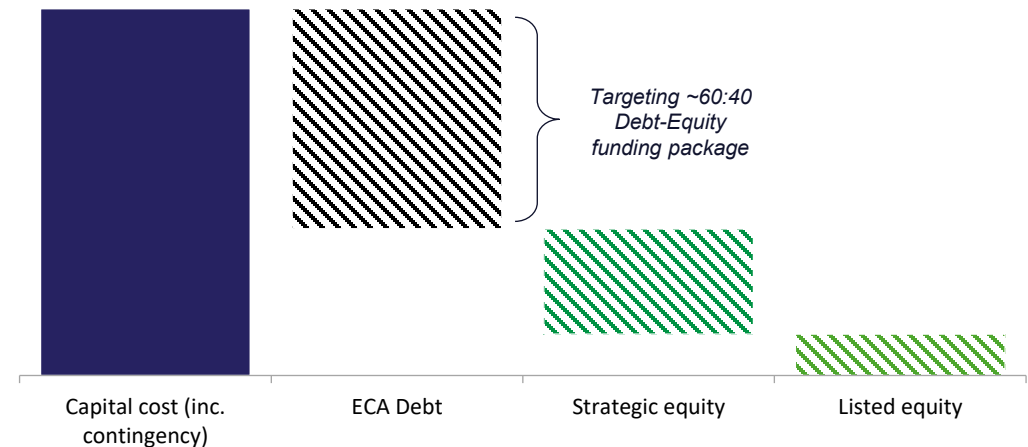 Targeting ~60:40
Debt-Equity
funding package
Capital cost (inc.
contingency)
ECA Debt
Strategic equity
Listed equity